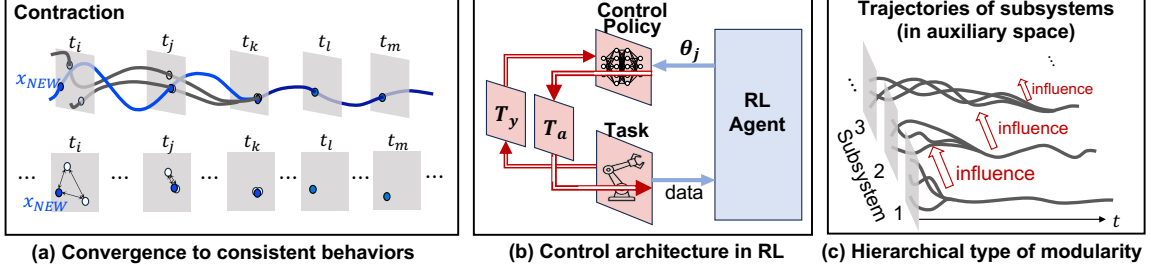 Contraction
t_i t_j t_k t_l t_m
x_NEW
t_i t_j t_k t_l t_m
... ... ... ... ... ...
x_NEW
(a) Convergence to consistent behaviors
Control
Policy
θ_j
T_y T_a
Task
RL
Agent
data
(b) Control architecture in RL
Trajectories of subsystems
(in auxiliary space)
...
...
influence
3
influence
2
influence
1
Subsystem
t
(c) Hierarchical type of modularity